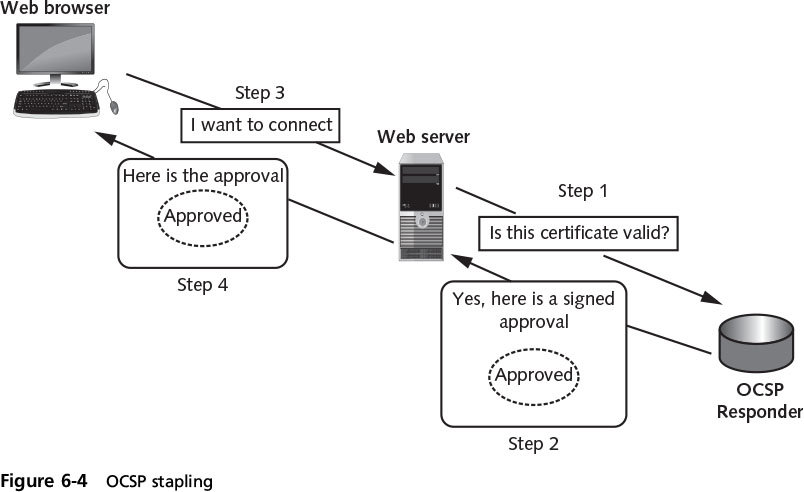 Web browser
Step 3
I want to connect
Web server
Here is the approval
Approved
Step 4
Step 1
Is this certificate valid?
Yes, here is a signed
approval
Approved
Step 2
OCSP
Responder
Figure 6-4 OCSP stapling